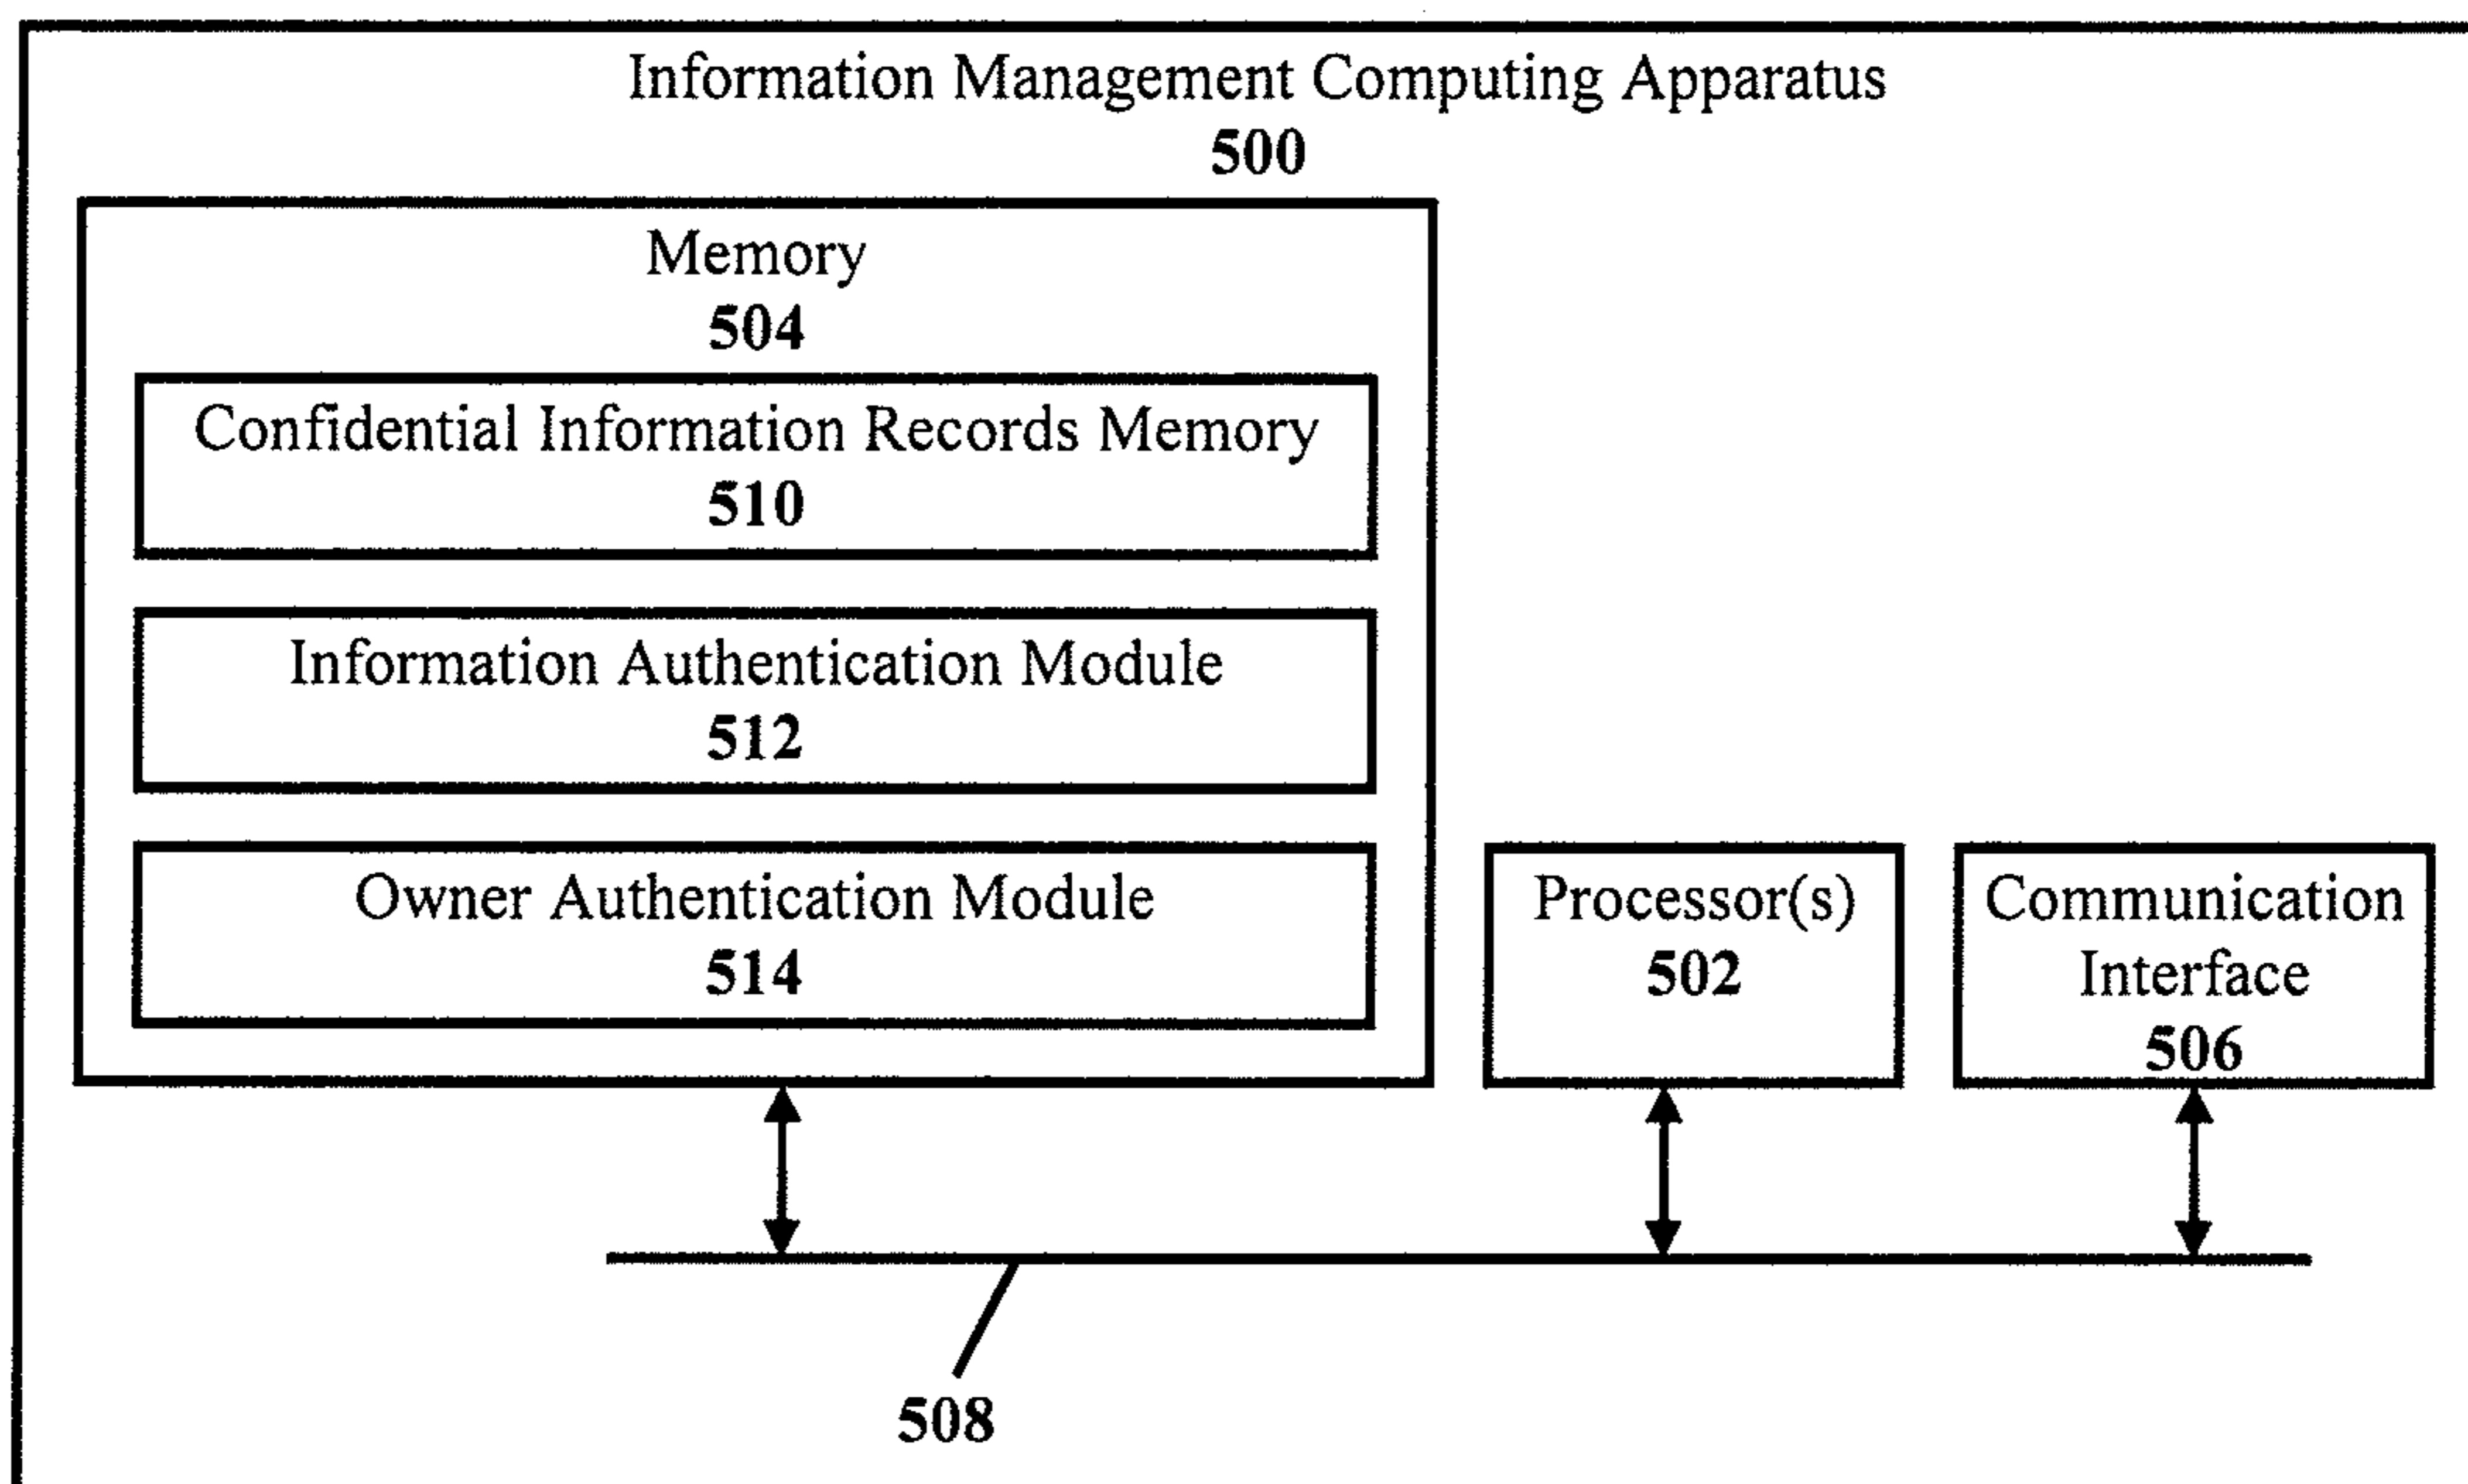 Information Management Computing Apparatus
500
Memory
504
Confidential Information Records Memory
510
Information Authentication Module
512
Owner Authentication Module
514
Processor(s)
502
Communication
Interface
506
508